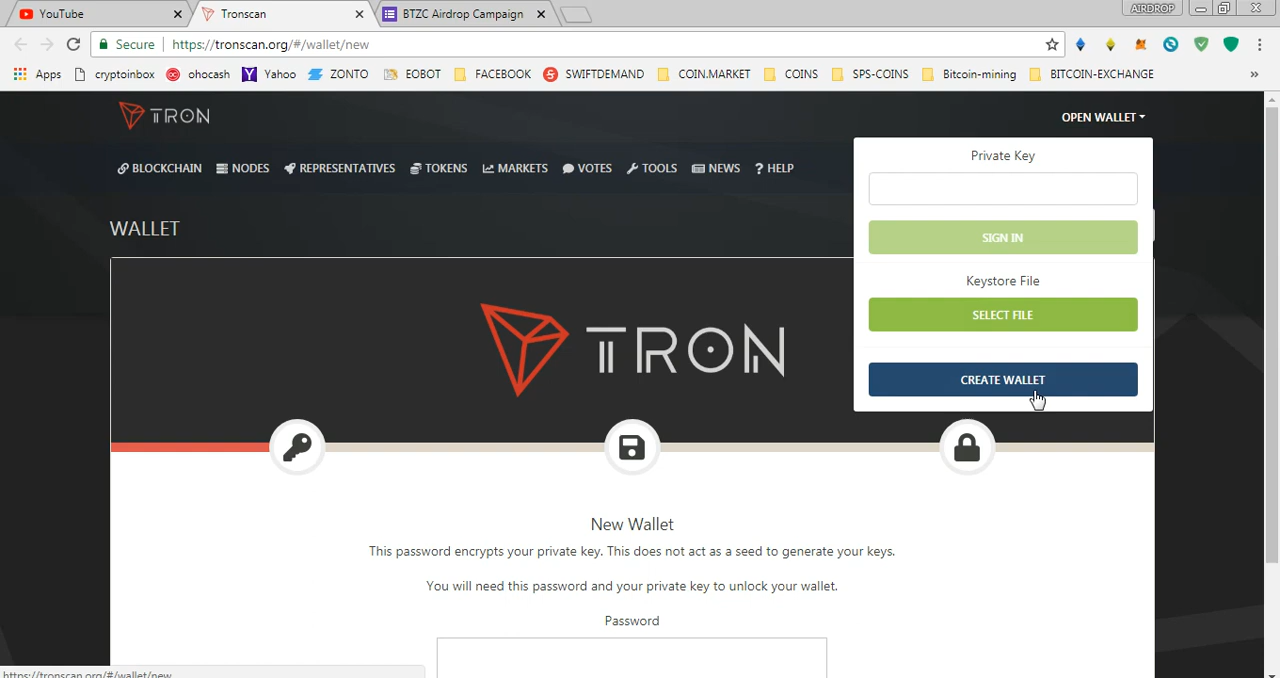 YouTube
Tronscan
BTZC Airdrop Campaign
AIRDROP
Secure
https://tronscan.org/#/wallet/new
Apps
cryptoinbox
ohocash
Yahoo
ZONTO
EOBOT
FACEBOOK
SWIFTDEMAND
COIN.MARKET
COINS
SPS-COINS
Bitcoin-mining
BITCOIN-EXCHANGE
TRON
OPEN WALLET
BLOCKCHAIN
NODES
REPRESENTATIVES
TOKENS
MARKETS
VOTES
TOOLS
NEWS
? HELP
Private Key
SIGN IN
Keystore File
SELECT FILE
CREATE WALLET
WALLET
TRON
New Wallet
This password encrypts your private key. This does not act as a seed to generate your keys.
You will need this password and your private key to unlock your wallet.
Password
https://tronscan.org/#/wallet/new